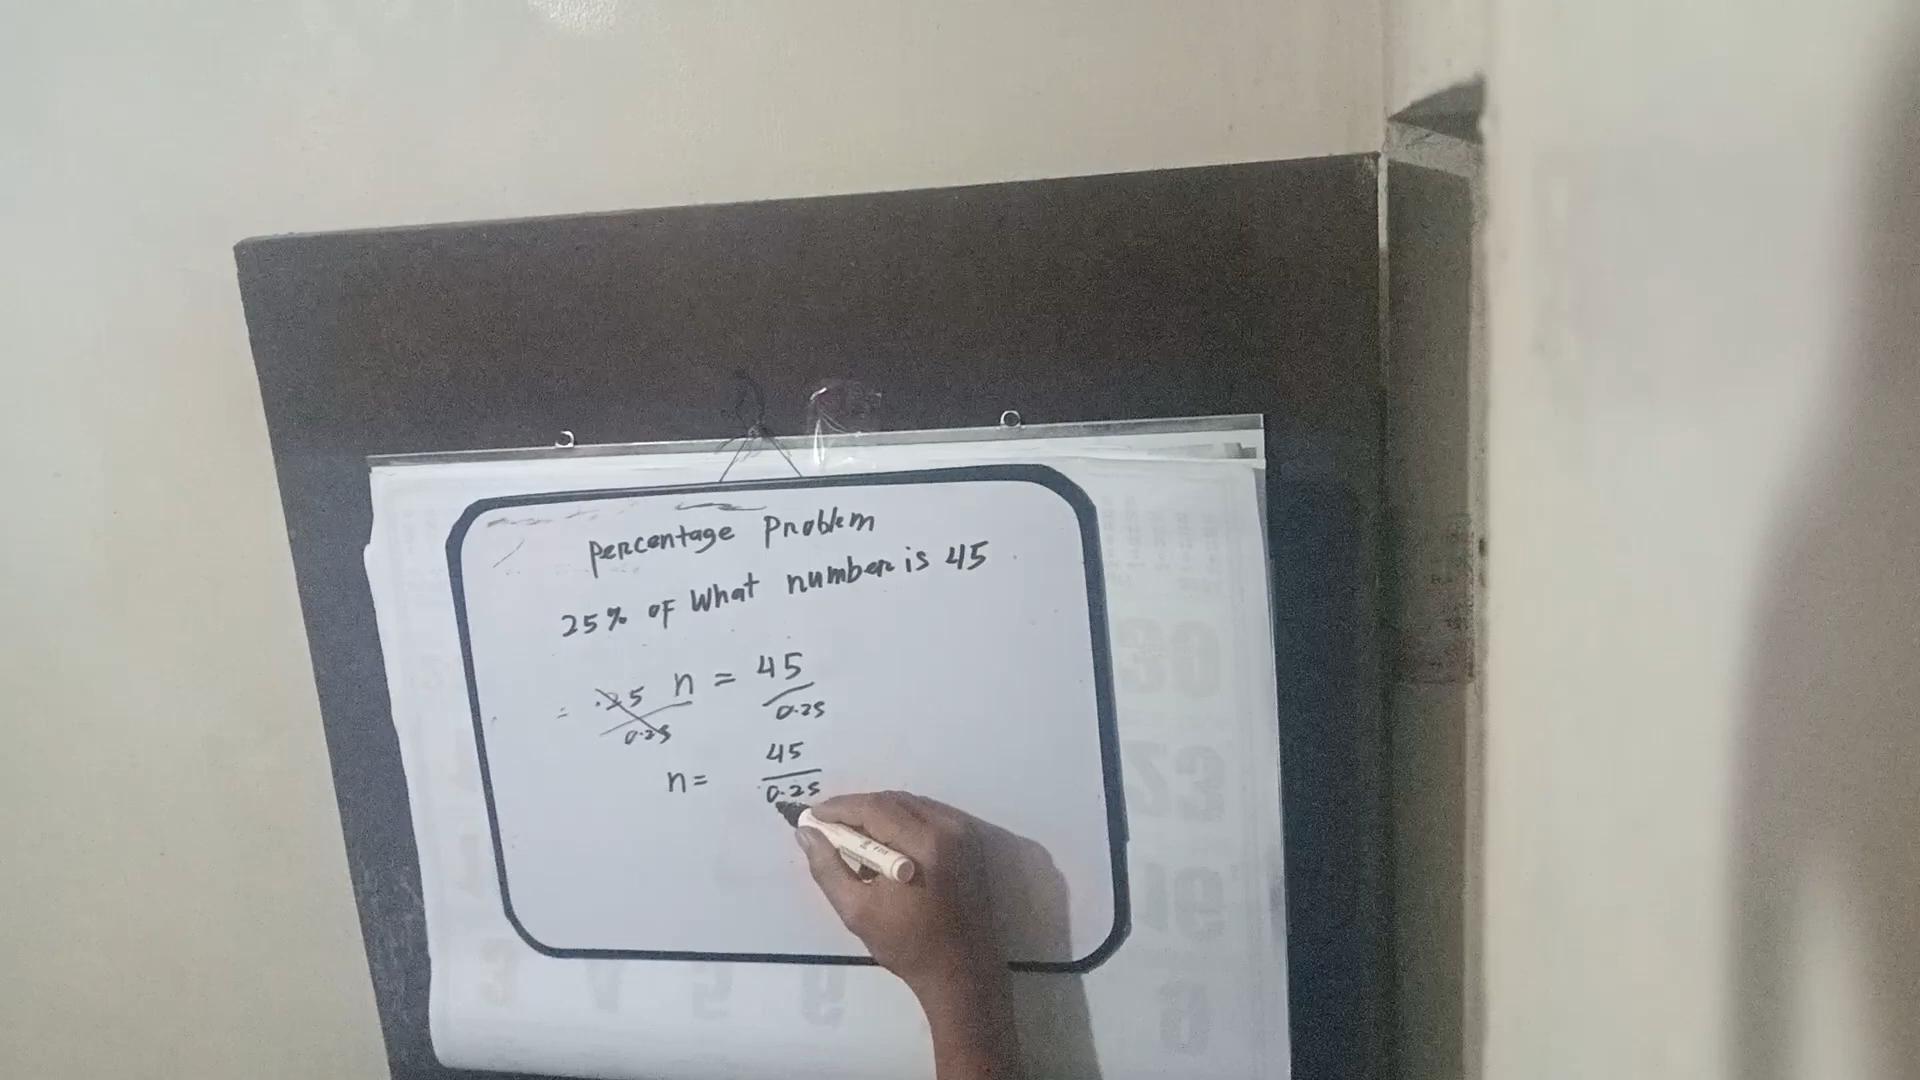 Percentage Problem
25% of What number is 45
= .25 n = 45
0.25 0.25
n = 45
0.25